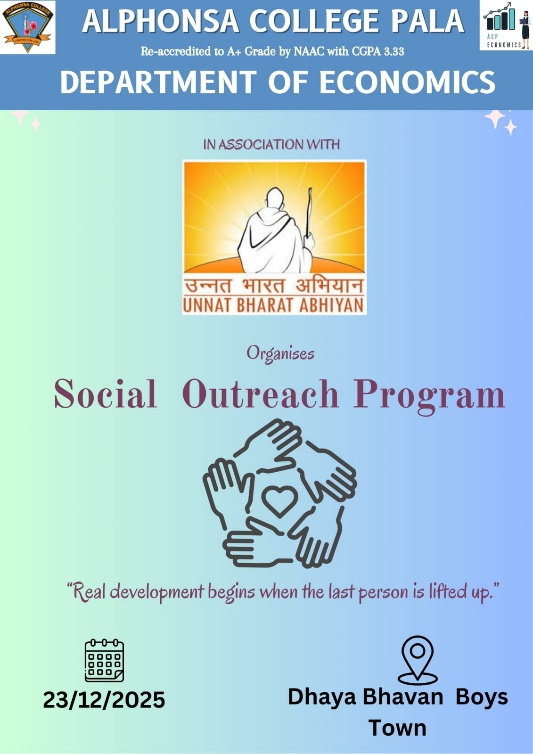 ALPHONSA COLLEGE PALA
Re-accredited to A+ Grade by NAAC with CGPA 3.33
DEPARTMENT OF ECONOMICS
ACP
ECONOMICS
IN ASSOCIATION WITH
उन्नत भारत अभियान
UNNAT BHARAT ABHIYAN
Organises
Social Outreach Program
“Real development begins when the last person is lifted up.”
23/12/2025
Dhaya Bhavan Boys
Town